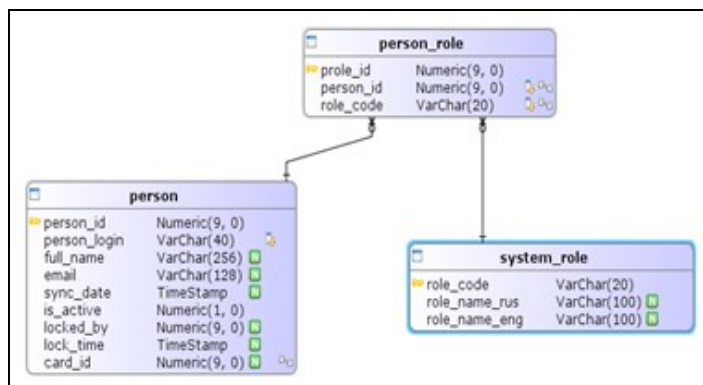 person_role
prole_id Numeric(9, 0)
person_id Numeric(9, 0)
role_code VarChar(20)
person
person_id Numeric(9, 0)
person_login VarChar(40)
full_name VarChar(256) N
email VarChar(128) N
sync_date TimeStamp N
is_active Numeric(1, 0)
locked_by Numeric(9, 0) N
lock_time TimeStamp N
card_id Numeric(9, 0) N
system_role
role_code VarChar(20)
role_name_rus VarChar(100) N
role_name_eng VarChar(100) N